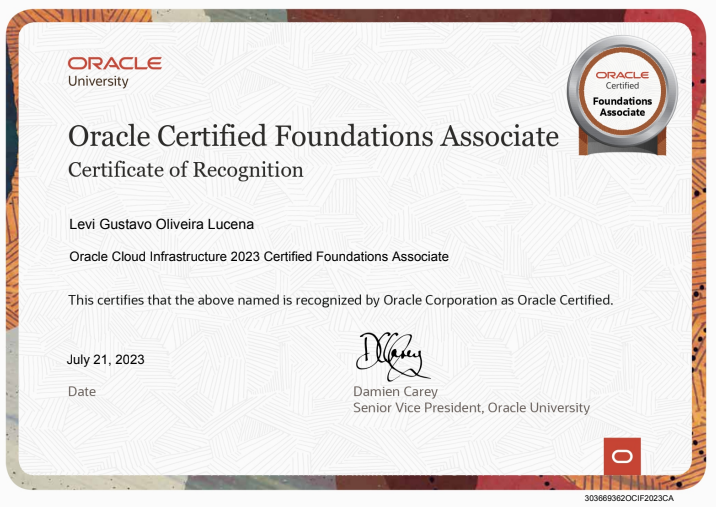 ORACLE
University
ORACLE
Certified
Foundations
Associate
Oracle Certified Foundations Associate
Certificate of Recognition
Levi Gustavo Oliveira Lucena
Oracle Cloud Infrastructure 2023 Certified Foundations Associate
This certifies that the above named is recognized by Oracle Corporation as Oracle Certified.
July 21, 2023
Date
DCarey
Damien Carey
Senior Vice President, Oracle University
303669362OCIF2023CA